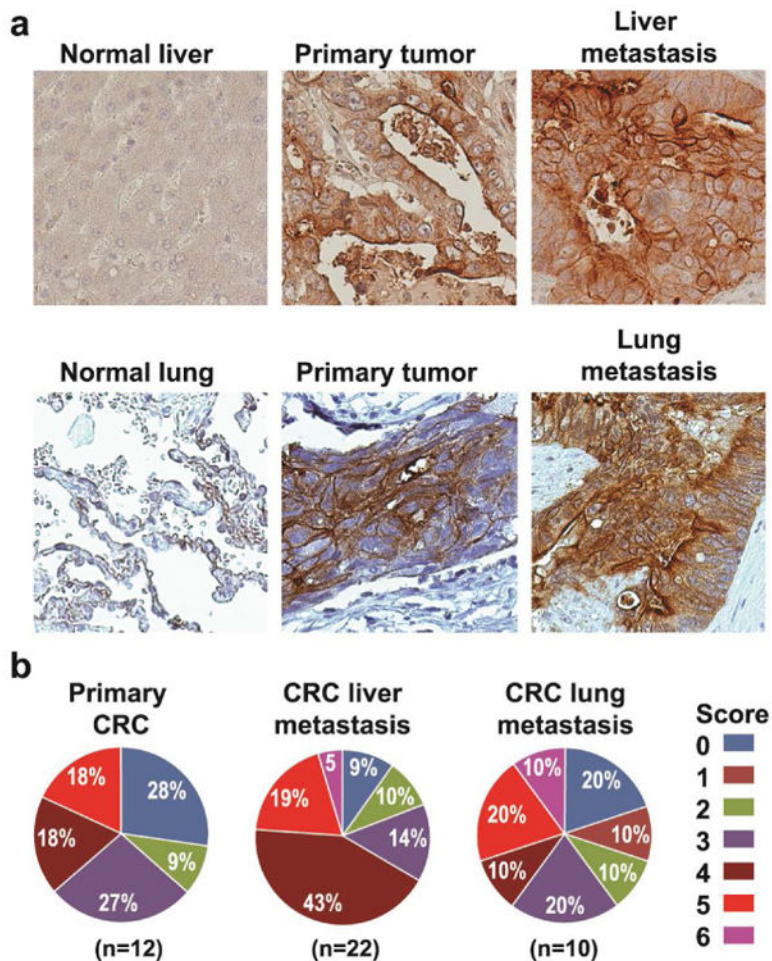 a
Normal liver
Primary tumor
Liver
metastasis
Normal lung
Primary tumor
Lung
metastasis
b
Primary
CRC
18%
28%
18%
9%
27%
(n=12)
CRC liver
metastasis
5
9%
19%
10%
14%
43%
(n=22)
CRC lung
metastasis
10%
20%
20%
10%
10%
10%
20%
(n=10)
Score
0
1
2
3
4
5
6